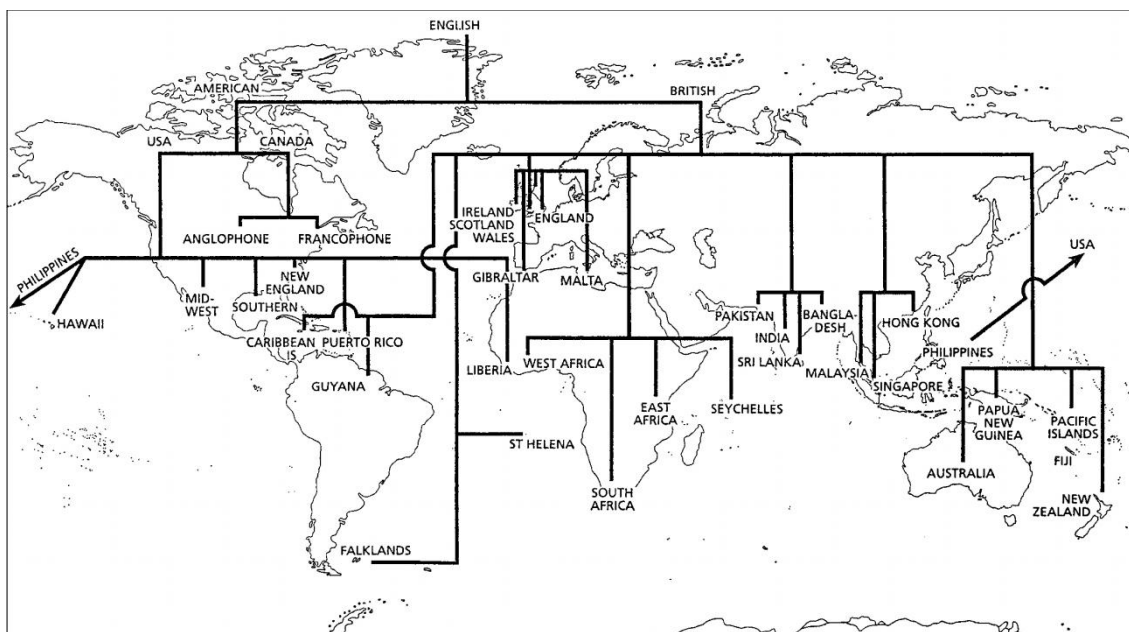 ENGLISH
AMERICAN
BRITISH
USA
CANADA
IRELAND
SCOTLAND
WALES
ENGLAND
ANGLOPHONE
FRANCOPHONE
GIBRALTAR
MALTA
USA
PHILIPPINES
HAWAII
MID-
WEST
SOUTHERN
NEW
ENGLAND
CARIBBEAN
IS
PUERTO RICO
GUYANA
LIBERIA
WEST AFRICA
EAST
AFRICA
SEYCHELLES
PAKISTAN
INDIA
SRI LANKA
BANGLA-
DESH
MALAYSIA
SINGAPORE
HONG KONG
PHILIPPINES
ST HELENA
SOUTH
AFRICA
FALKLANDS
AUSTRALIA
PAPUA
NEW
GUINEA
PACIFIC
ISLANDS
FIJI
NEW
ZEALAND